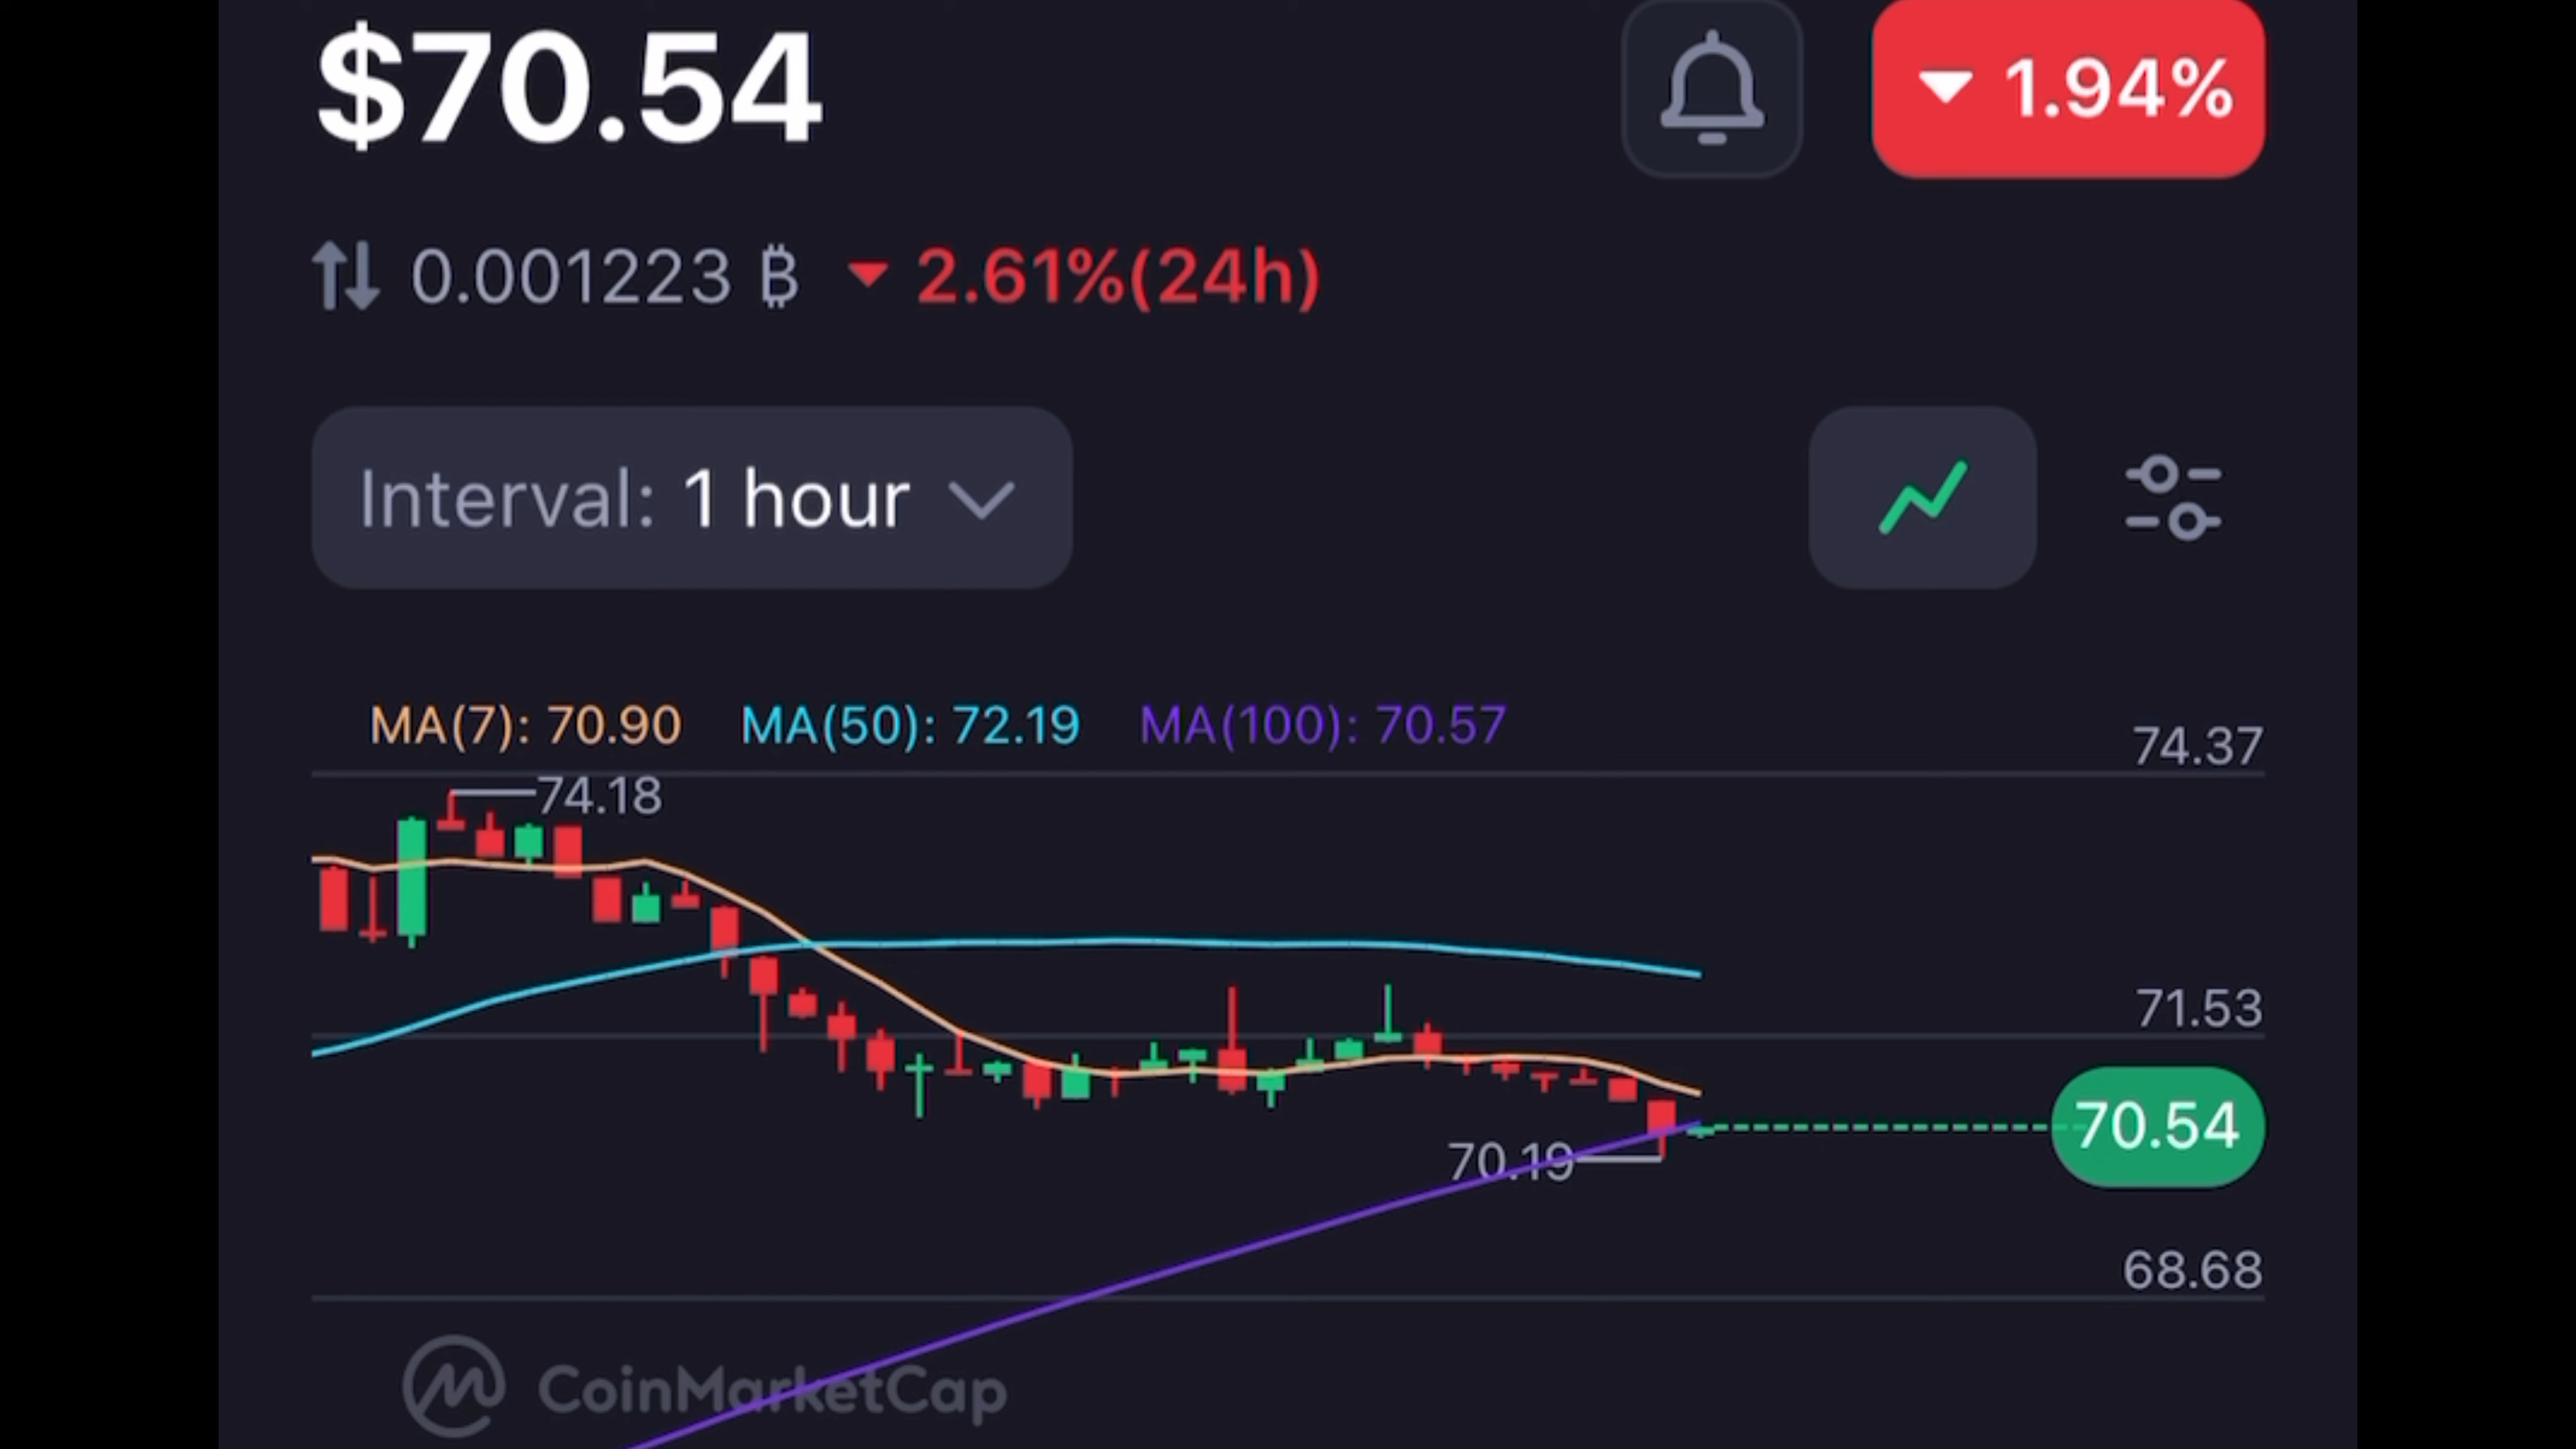 $70.54
1.94%
0.001223 ₿ 2.61%(24h)
Interval: 1 hour
MA(7): 70.90 MA(50): 72.19 MA(100): 70.57
74.37
74.18
71.53
70.54
70.19
68.68
CoinMarketCap